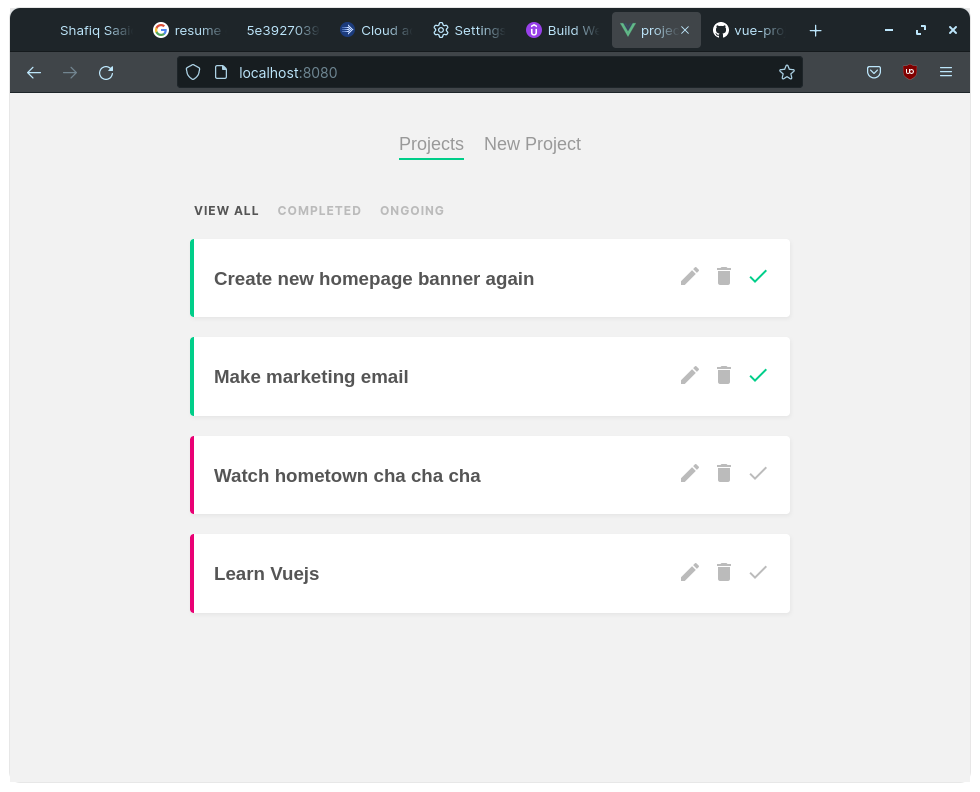 Shafiq Saa resume 5e3927039 Cloud a Settings Build W projec vue-pro
localhost:8080
Projects New Project
VIEW ALL COMPLETED ONGOING
Create new homepage banner again
Make marketing email
Watch hometown cha cha cha
Learn Vuejs